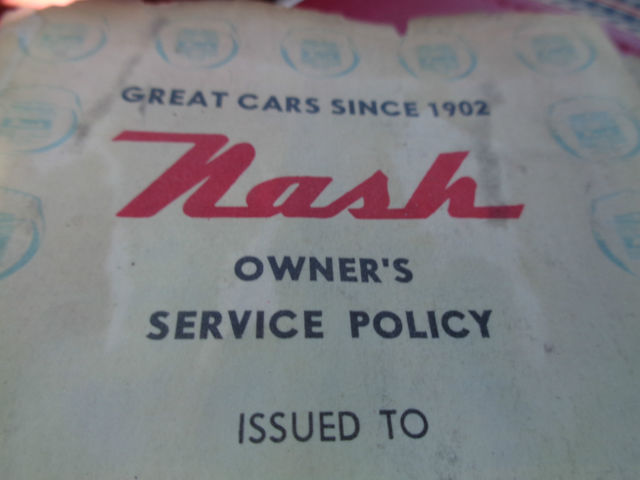 GREAT CARS SINCE 1902
Nash
OWNER'S
SERVICE POLICY
ISSUED TO